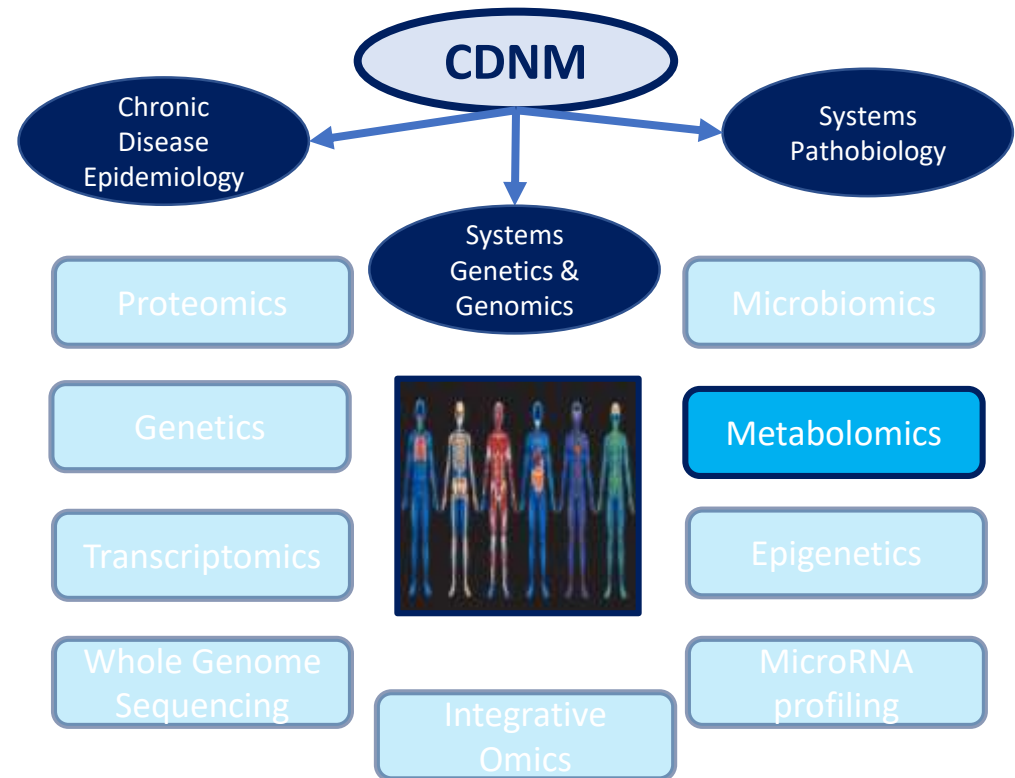 CDNM
Chronic
Disease
Epidemiology
Systems
Pathobiology
Systems
Genetics &
Genomics
Proteomics
Microbiomics
Genetics
Metabolomics
Transcriptomics
Epigenetics
Whole Genome
Sequencing
MicroRNA
profiling
Integrative
Omics